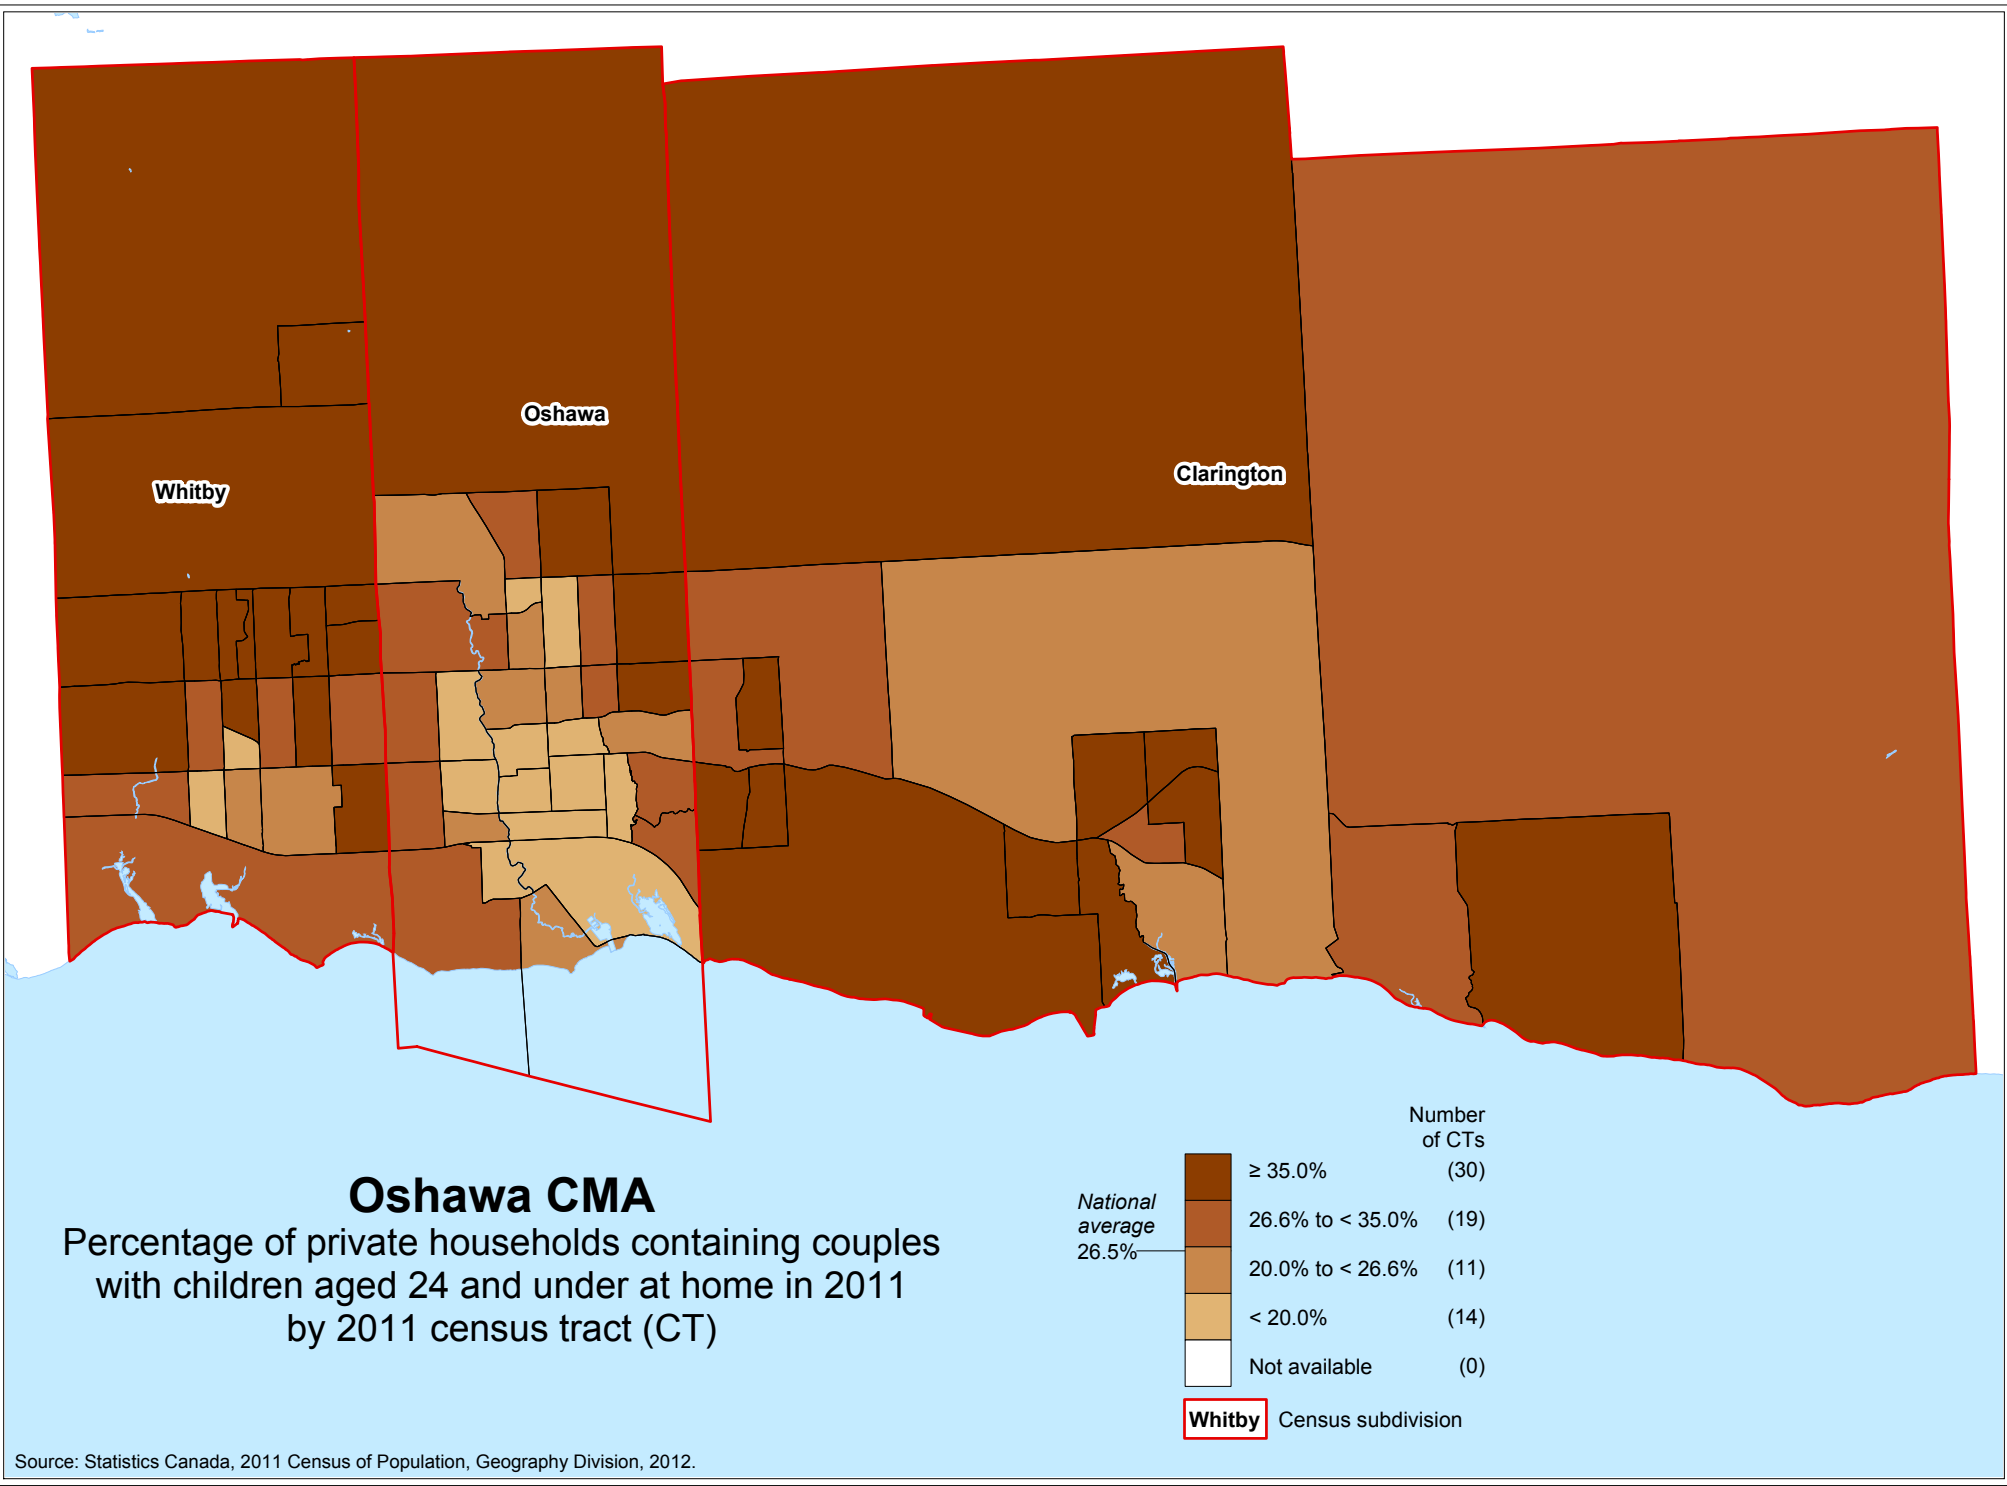 Oshawa
Clarington
Whitby
Oshawa CMA
Percentage of private households containing couples
with children aged 24 and under at home in 2011
by 2011 census tract (CT)
Number
of CTs
≥ 35.0% (30)
National
average
26.5%
26.6% to < 35.0% (19)
20.0% to < 26.6% (11)
< 20.0% (14)
Not available (0)
Whitby Census subdivision
Source: Statistics Canada, 2011 Census of Population, Geography Division, 2012.